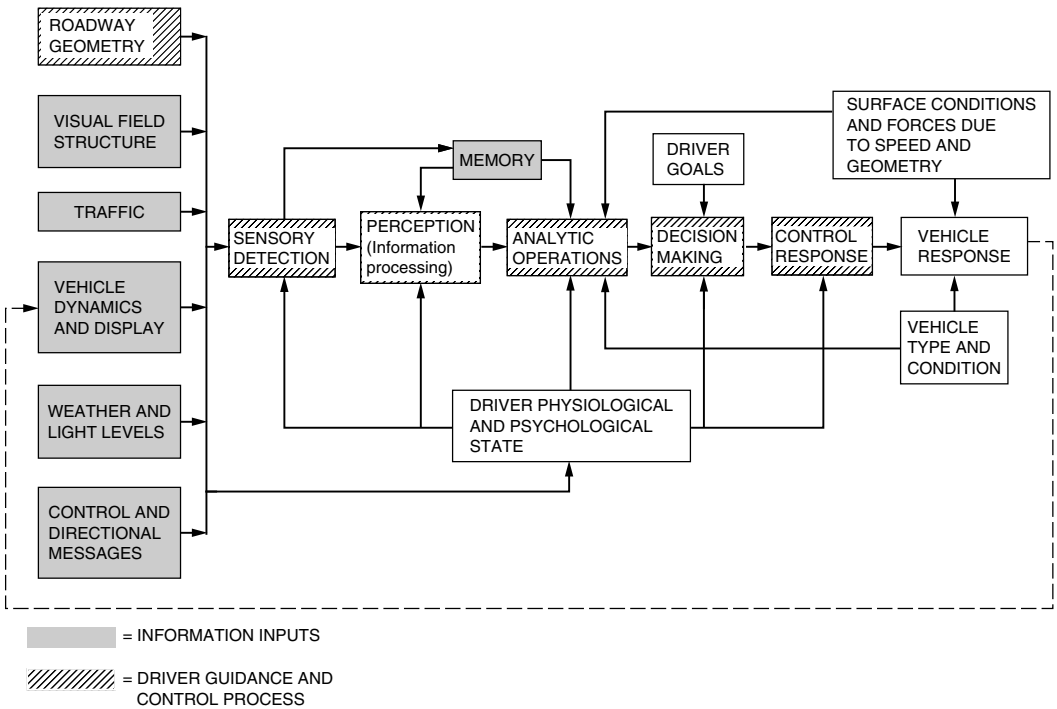 ROADWAY
GEOMETRY
VISUAL FIELD
STRUCTURE
TRAFFIC
VEHICLE
DYNAMICS
AND DISPLAY
WEATHER AND
LIGHT LEVELS
CONTROL AND
DIRECTIONAL
MESSAGES
SENSORY
DETECTION
MEMORY
PERCEPTION
(Information
processing)
ANALYTIC
OPERATIONS
DRIVER
GOALS
DECISION
MAKING
CONTROL
RESPONSE
SURFACE CONDITIONS
AND FORCES DUE
TO SPEED AND
GEOMETRY
VEHICLE
RESPONSE
VEHICLE
TYPE AND
CONDITION
DRIVER PHYSIOLOGICAL
AND PSYCHOLOGICAL
STATE
= INFORMATION INPUTS
= DRIVER GUIDANCE AND
CONTROL PROCESS